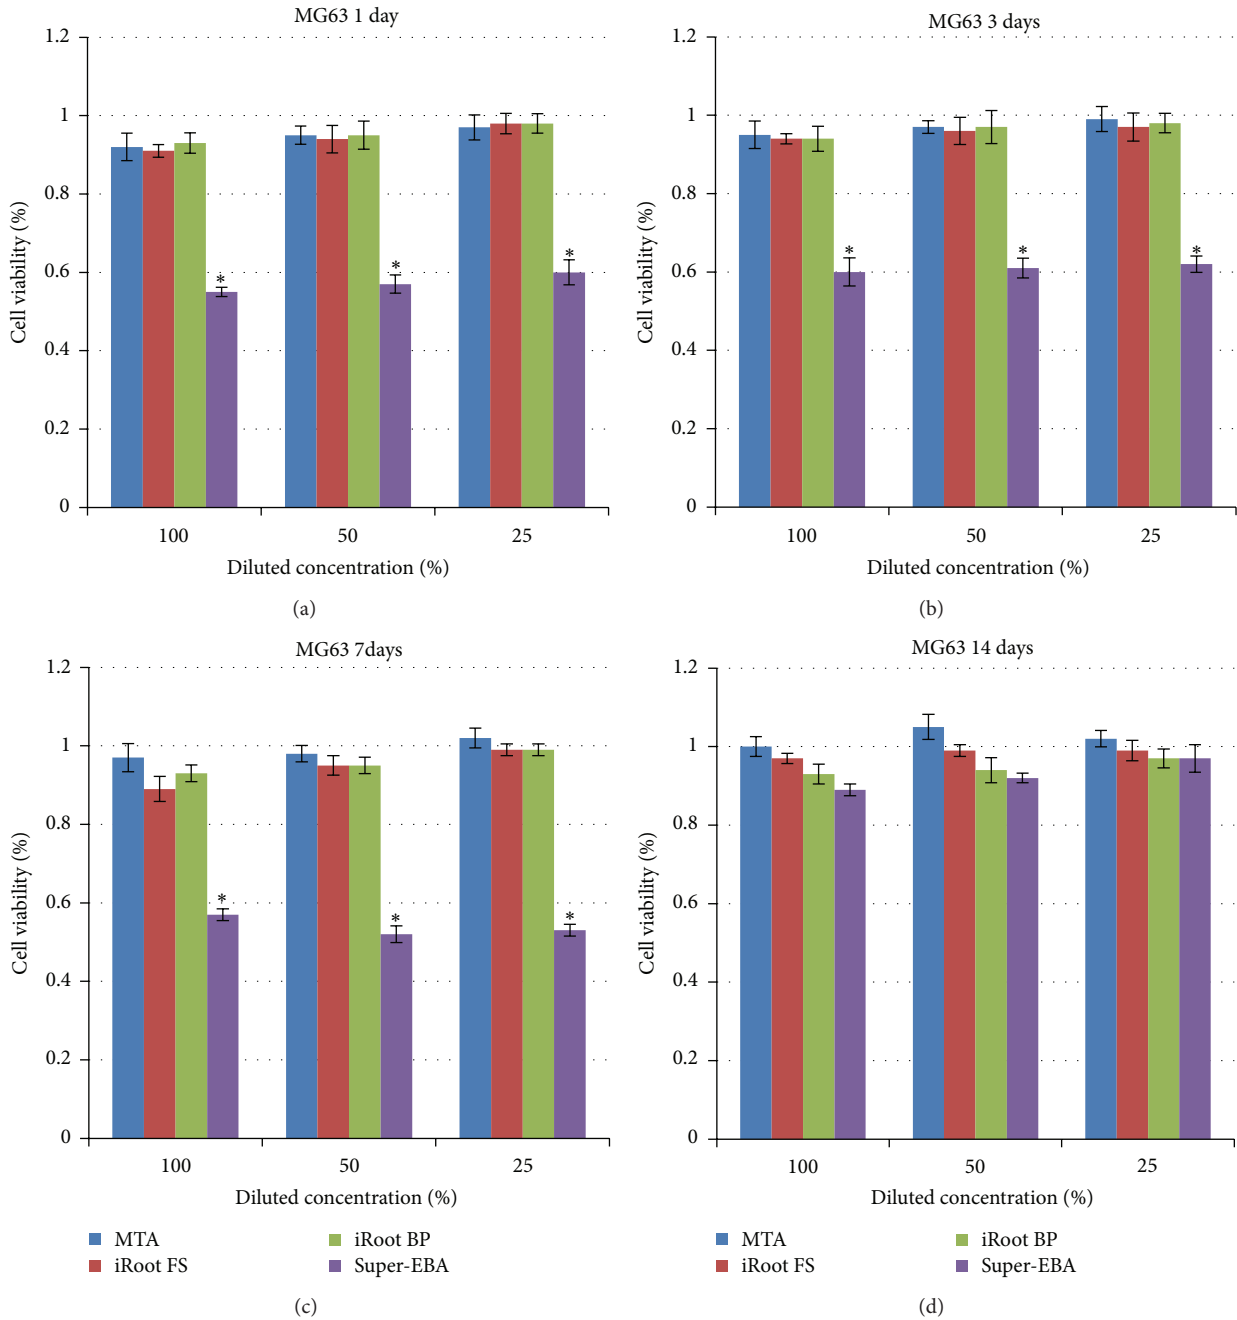 MG63 1 day
1.2
1
0.8
0.6
0.4
0.2
0
Cell viability (%)
* * *
100 50 25
Diluted concentration (%)
(a)
MG63 3 days
1.2
1
0.8
0.6
0.4
0.2
0
Cell viability (%)
* * *
100 50 25
Diluted concentration (%)
(b)
MG63 7days
1.2
1
0.8
0.6
0.4
0.2
0
Cell viability (%)
* * *
100 50 25
Diluted concentration (%)
MTA iRoot BP
iRoot FS Super-EBA
(c)
MG63 14 days
1.2
1
0.8
0.6
0.4
0.2
0
Cell viability (%)
100 50 25
Diluted concentration (%)
MTA iRoot BP
iRoot FS Super-EBA
(d)